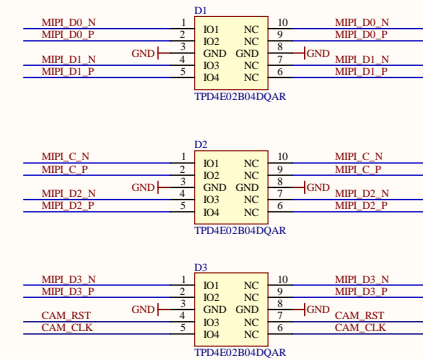 D1
MIPI_D0_N 1 IO1 NC 10 MIPI_D0_N
MIPI_D0_P 2 IO2 NC 9 MIPI_D0_P
GND 3 GND GND 8 GND
MIPI_D1_N 4 IO3 NC 7 MIPI_D1_N
MIPI_D1_P 5 IO4 NC 6 MIPI_D1_P
TPD4E02B04DQAR
D2
MIPI_C_N 1 IO1 NC 10 MIPI_C_N
MIPI_C_P 2 IO2 NC 9 MIPI_C_P
GND 3 GND GND 8 GND
MIPI_D2_N 4 IO3 NC 7 MIPI_D2_N
MIPI_D2_P 5 IO4 NC 6 MIPI_D2_P
TPD4E02B04DQAR
D3
MIPI_D3_N 1 IO1 NC 10 MIPI_D3_N
MIPI_D3_P 2 IO2 NC 9 MIPI_D3_P
GND 3 GND GND 8 GND
CAM_RST 4 IO3 NC 7 CAM_RST
CAM_CLK 5 IO4 NC 6 CAM_CLK
TPD4E02B04DQAR